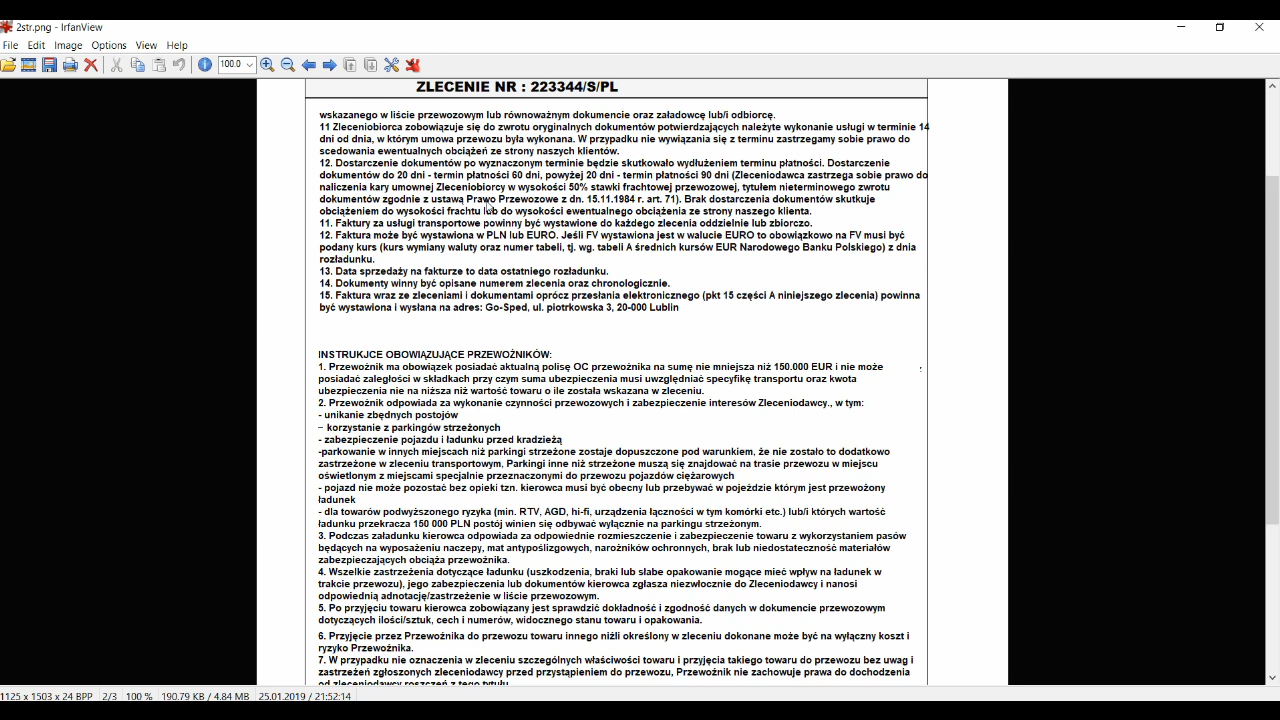 2str.png - IrfanView
File Edit Image Options View Help
100.0
ZLECENIE NR : 223344/S/PL
wskazanego w liście przewozowym lub równoważnym dokumencie oraz załadowcę lub/i odbiorcę.
11 Zleceniobiorca zobowiązuje się do zwrotu oryginalnych dokumentów potwierdzających należyte wykonanie usługi w terminie 14
dni od dnia, w którym umowa przewozu była wykonana. W przypadku nie wywiązania się z terminu zastrzegamy sobie prawo do
scedowania ewentualnych obciążeń ze strony naszych klientów.
12. Dostarczenie dokumentów po wyznaczonym terminie będzie skutkowało wydłużeniem terminu płatności. Dostarczenie
dokumentów do 20 dni - termin płatności 60 dni, powyżej 20 dni - termin płatności 90 dni (Zleceniodawca zastrzega sobie prawo do
naliczenia kary umownej Zleceniobiorcy w wysokości 50% stawki frachtowej przewozowej, tytułem nieterminowego zwrotu
dokumentów zgodnie z ustawą Prawo Przewozowe z dn. 15.11.1984 r. art. 71). Brak dostarczenia dokumentów skutkuje
obciążeniem do wysokości frachtu lub do wysokości ewentualnego obciążenia ze strony naszego klienta.
11. Faktury za usługi transportowe powinny być wystawione do każdego zlecenia oddzielnie lub zbiorczo.
12. Faktura może być wystawiona w PLN lub EURO. Jeśli FV wystawiona jest w walucie EURO to obowiązkowo na FV musi być
podany kurs (kurs wymiany waluty oraz numer tabeli, tj. wg. tabeli A średnich kursów EUR Narodowego Banku Polskiego) z dnia
rozładunku.
13. Data sprzedaży na fakturze to data ostatniego rozładunku.
14. Dokumenty winny być opisane numerem zlecenia oraz chronologicznie.
15. Faktura wraz ze zleceniami i dokumentami oprócz przesłania elektronicznego (pkt 15 części A niniejszego zlecenia) powinna
być wystawiona i wysłana na adres: Go-Sped, ul. piotrkowska 3, 20-000 Lublin
INSTRUKJCE OBOWIĄZUJĄCE PRZEWOŹNIKÓW:
1. Przewoźnik ma obowiązek posiadać aktualną polisę OC przewoźnika na sumę nie mniejsza niż 150.000 EUR i nie może
posiadać zaległości w składkach przy czym suma ubezpieczenia musi uwzględniać specyfikę transportu oraz kwota
ubezpieczenia nie na niższa niż wartość towaru o ile została wskazana w zleceniu.
2. Przewoźnik odpowiada za wykonanie czynności przewozowych i zabezpieczenie interesów Zleceniodawcy., w tym:
- unikanie zbędnych postojów
– korzystanie z parkingów strzeżonych
- zabezpieczenie pojazdu i ładunku przed kradzieżą
-parkowanie w innych miejscach niż parkingi strzeżone zostaje dopuszczone pod warunkiem, że nie zostało to dodatkowo
zastrzeżone w zleceniu transportowym, Parkingi inne niż strzeżone muszą się znajdować na trasie przewozu w miejscu
oświetlonym z miejscami specjalnie przeznaczonymi do przewozu pojazdów ciężarowych
- pojazd nie może pozostać bez opieki tzn. kierowca musi być obecny lub przebywać w pojeździe którym jest przewożony
ładunek
- dla towarów podwyższonego ryzyka (min. RTV, AGD, hi-fi, urządzenia łączności w tym komórki etc.) lub/i których wartość
ładunku przekracza 150 000 PLN postój winien się odbywać wyłącznie na parkingu strzeżonym.
3. Podczas załadunku kierowca odpowiada za odpowiednie rozmieszczenie i zabezpieczenie towaru z wykorzystaniem pasów
będących na wyposażeniu naczepy, mat antypoślizgowych, narożników ochronnych, brak lub niedostateczność materiałów
zabezpieczających obciąża przewoźnika.
4. Wszelkie zastrzeżenia dotyczące ładunku (uszkodzenia, braki lub słabe opakowanie mogące mieć wpływ na ładunek w
trakcie przewozu), jego zabezpieczenia lub dokumentów kierowca zgłasza niezwłocznie do Zleceniodawcy i nanosi
odpowiednią adnotację/zastrzeżenie w liście przewozowym.
5. Po przyjęciu towaru kierowca zobowiązany jest sprawdzić dokładność i zgodność danych w dokumencie przewozowym
dotyczących ilości/sztuk, cech i numerów, widocznego stanu towaru i opakowania.
6. Przyjęcie przez Przewoźnika do przewozu towaru innego niźli określony w zleceniu dokonane może być na wyłączny koszt i
ryzyko Przewoźnika.
7. W przypadku nie oznaczenia w zleceniu szczególnych właściwości towaru i przyjęcia takiego towaru do przewozu bez uwag i
zastrzeżeń zgłoszonych zleceniodawcy przed przystąpieniem do przewozu, Przewoźnik nie zachowuje prawa do dochodzenia
od zleceniodawcy roszczeń z tego tytułu
1125 x 1503 x 24 BPP 2/3 100 % 190.79 KB / 4.84 MB 25.01.2019 / 21:52:14